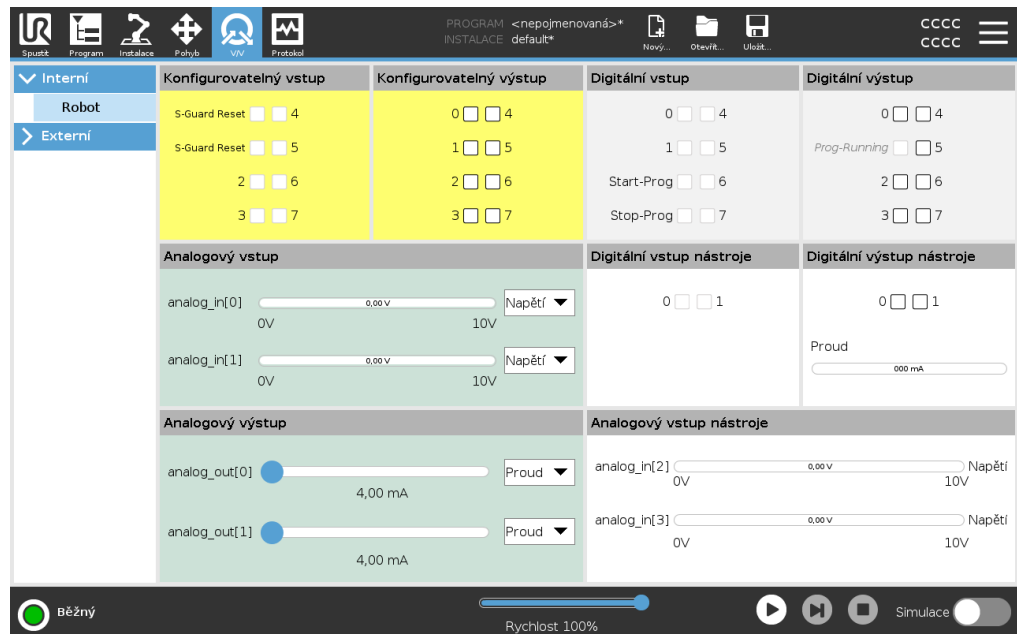 UR
Spustit Program Instalace Pohyb V/V Protokol
PROGRAM <nepojmenovaná>*
INSTALACE default*
Nový... Otevřít... Uložit...
CCCC
CCCC
Interní
Robot
Externí
Konfigurovatelný vstup
S-Guard Reset 4
S-Guard Reset 5
2 6
3 7
Konfigurovatelný výstup
0 4
1 5
2 6
3 7
Digitální vstup
0 4
1 5
Start-Prog 6
Stop-Prog 7
Digitální výstup
0 4
Prog-Running 5
2 6
3 7
Analogový vstup
analog_in[0] 0,00 V Napětí
0V 10V
analog_in[1] 0,00 V Napětí
0V 10V
Digitální vstup nástroje
0 1
Digitální výstup nástroje
0 1
Proud
000 mA
Analogový výstup
analog_out[0] Proud
4,00 mA
analog_out[1] Proud
4,00 mA
Analogový vstup nástroje
analog_in[2] 0,00 V Napětí
0V 10V
analog_in[3] 0,00 V Napětí
0V 10V
Běžný
Rychlost 100%
Simulace